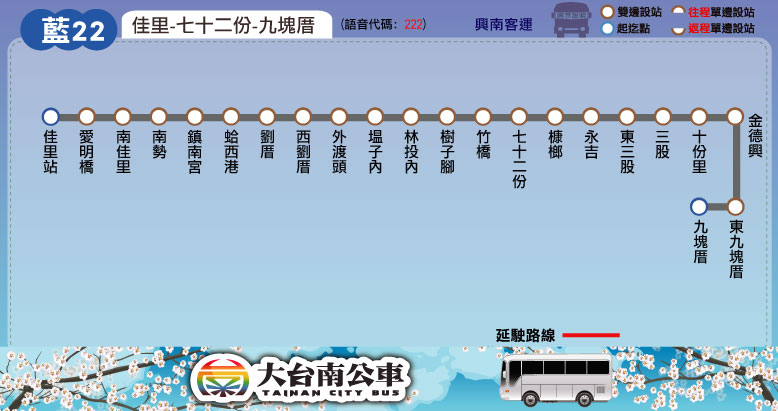 藍22
佳里-七十二份-九塊厝
(語音代碼：222)
興南客運
雙邊設站
起迄點
往程單邊設站
返程單邊設站
佳里站
愛明橋
南佳里
南勢
鎮南宮
蛤西港
劉厝
西劉厝
外渡頭
塭子內
林投內
樹子腳
竹橋
七十二份
檺榔
永吉
東三股
三股
十份里
金德興
東九塊厝
九塊厝
延駛路線
大台南公車
TAINAN CITY BUS